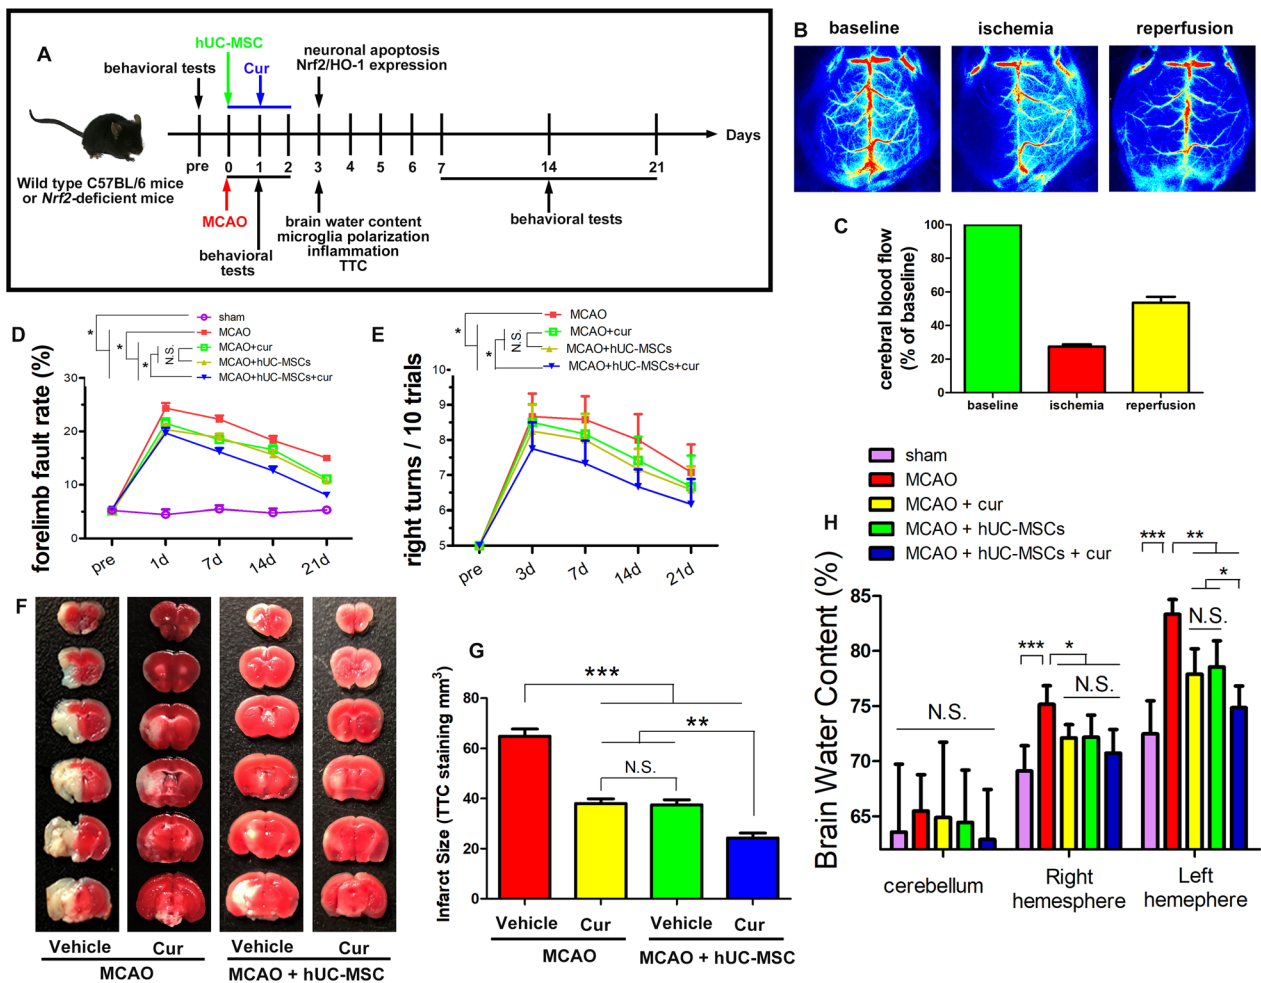 A
hUC-MSC
behavioral tests
Cur
neuronal apoptosis
Nrf2/HO-1 expression
pre 0 1 2 3 4 5 6 7 14 21
Days
Wild type C57BL/6 mice
or Nrf2-deficient mice
MCAO
behavioral
tests
brain water content
microglia polarization
inflammation
TTC
behavioral tests
B
baseline ischemia reperfusion
C
cerebral blood flow
(% of baseline)
100
80
60
40
20
0
baseline ischemia reperfusion
D
sham
MCAO
MCAO+cur
MCAO+hUC-MSCs
MCAO+hUC-MSCs+cur
* * * N.S.
forelimb fault rate (%)
30
20
10
0
pre 1d 7d 14d 21d
E
MCAO
MCAO+cur
MCAO+hUC-MSCs
MCAO+hUC-MSCs+cur
* * N.S.
right turns / 10 trials
10
9
8
7
6
5
pre 3d 7d 14d 21d
F
Vehicle Cur Vehicle Cur
MCAO MCAO + hUC-MSC
G
Infarct Size (TTC staining mm³)
80
60
40
20
0
***
**
N.S.
Vehicle Cur Vehicle Cur
MCAO MCAO + hUC-MSC
H
sham
MCAO
MCAO + cur
MCAO + hUC-MSCs
MCAO + hUC-MSCs + cur
Brain Water Content (%)
85
80
75
70
65
N.S.
*** *
N.S.
*** **
*
N.S.
cerebellum
Right
hemesphere
Left
hemephere